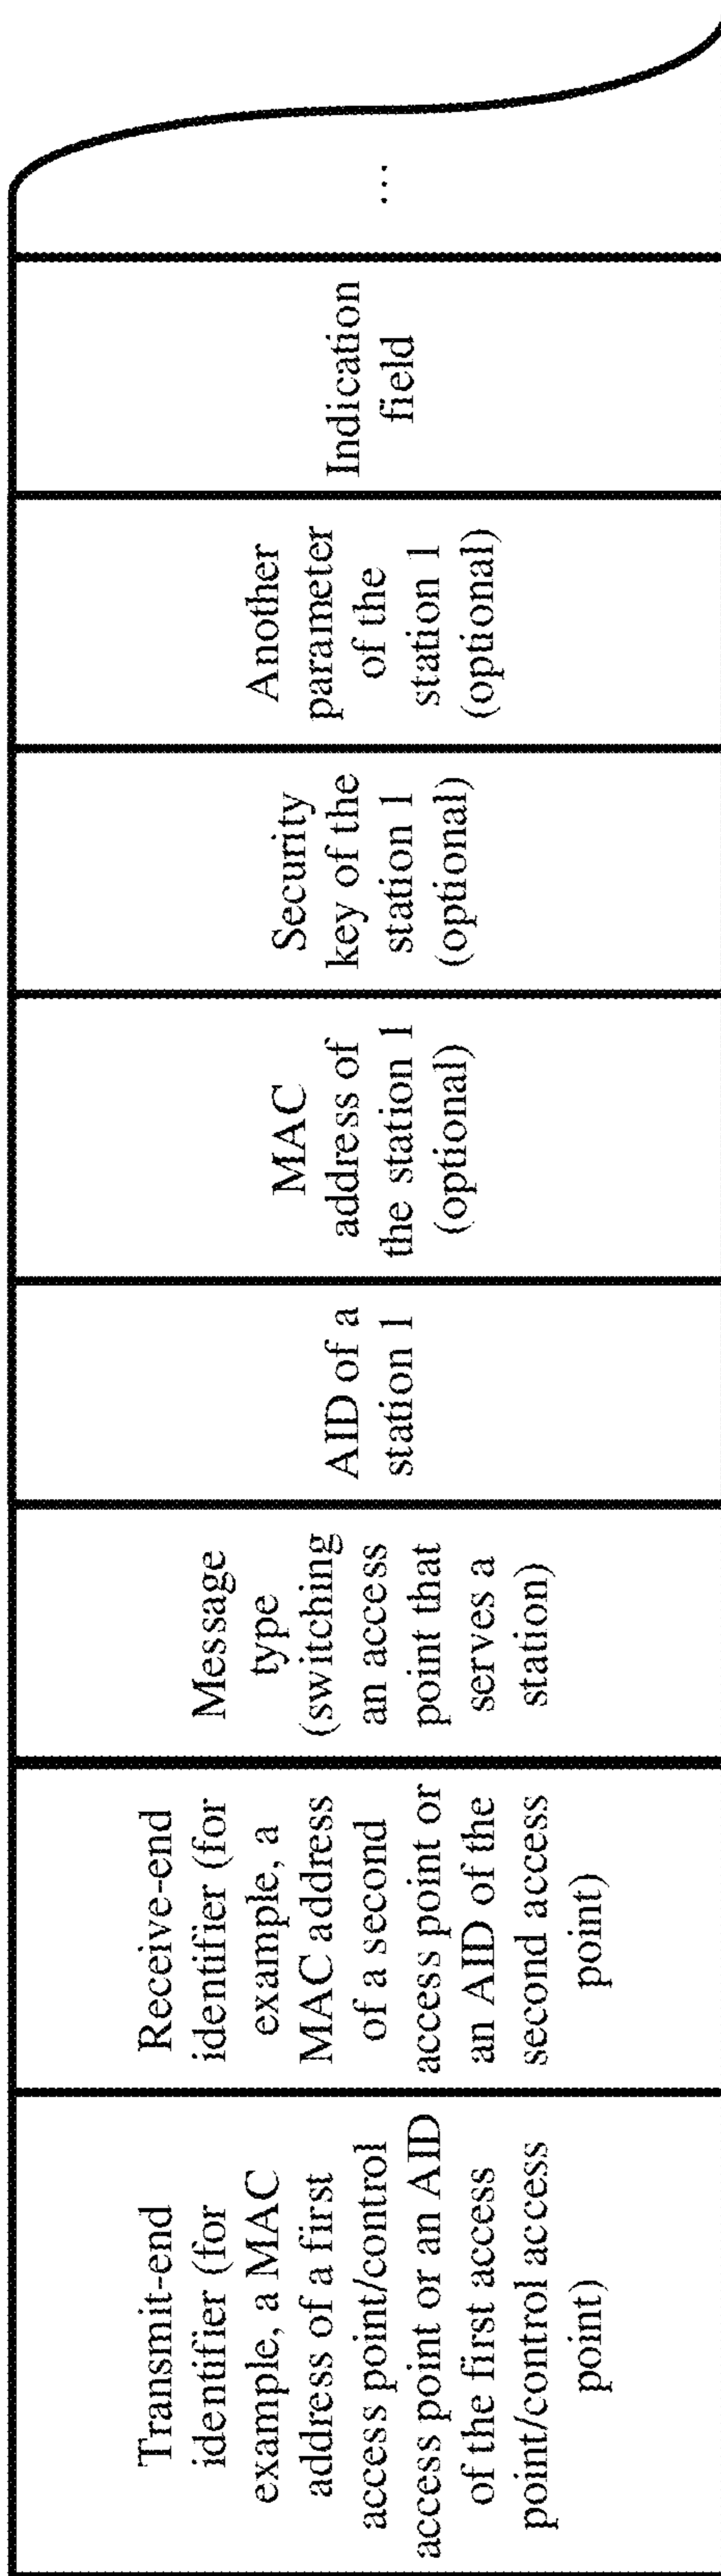 Transmit-end
identifier (for
example, a MAC
address of a first
access point/control
access point or an AID
of the first access
point/control access
point)
Receive-end
identifier (for
example, a
MAC address
of a second
access point or
an AID of the
second access
point)
Message
type
(switching
an access
point that
serves a
station)
AID of a
station 1
MAC
address of
the station 1
(optional)
Security
key of the
station 1
(optional)
Another
parameter
of the
station 1
(optional)
Indication
field
...